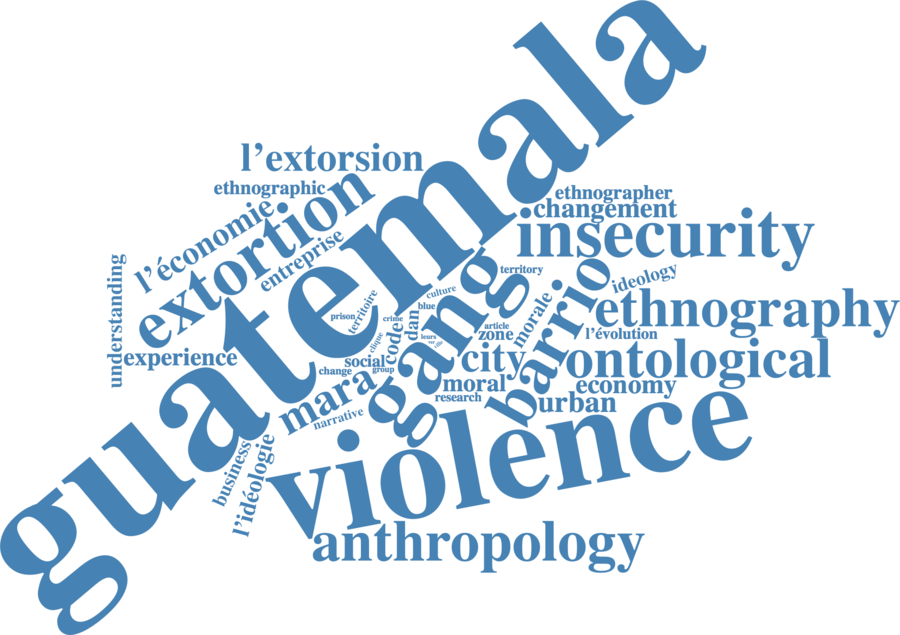 guatemala
l’extorsion
ethnographic
l’économie
extortion
entreprise
ethnographer
changement
insecurity
territory
ideology
understanding
experience
prison
territoire
culture
blue
crime
code
dan
gang
article
zone
morale
barrio
ethnography
l’évolution
leurs
clique
social
change
group
city
ontological
mara
narrative
moral
research
economy
urban
violence
business
l’idéologie
anthropology